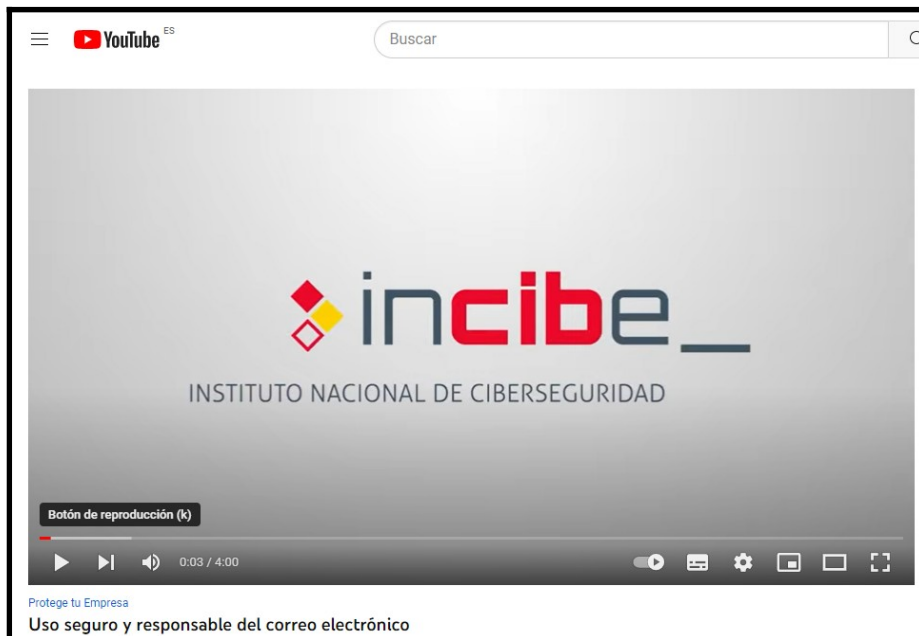 YouTube ES
Buscar
incibe_
INSTITUTO NACIONAL DE CIBERSEGURIDAD
Botón de reproducción (k)
0:03 / 4:00
Protege tu Empresa
Uso seguro y responsable del correo electrónico